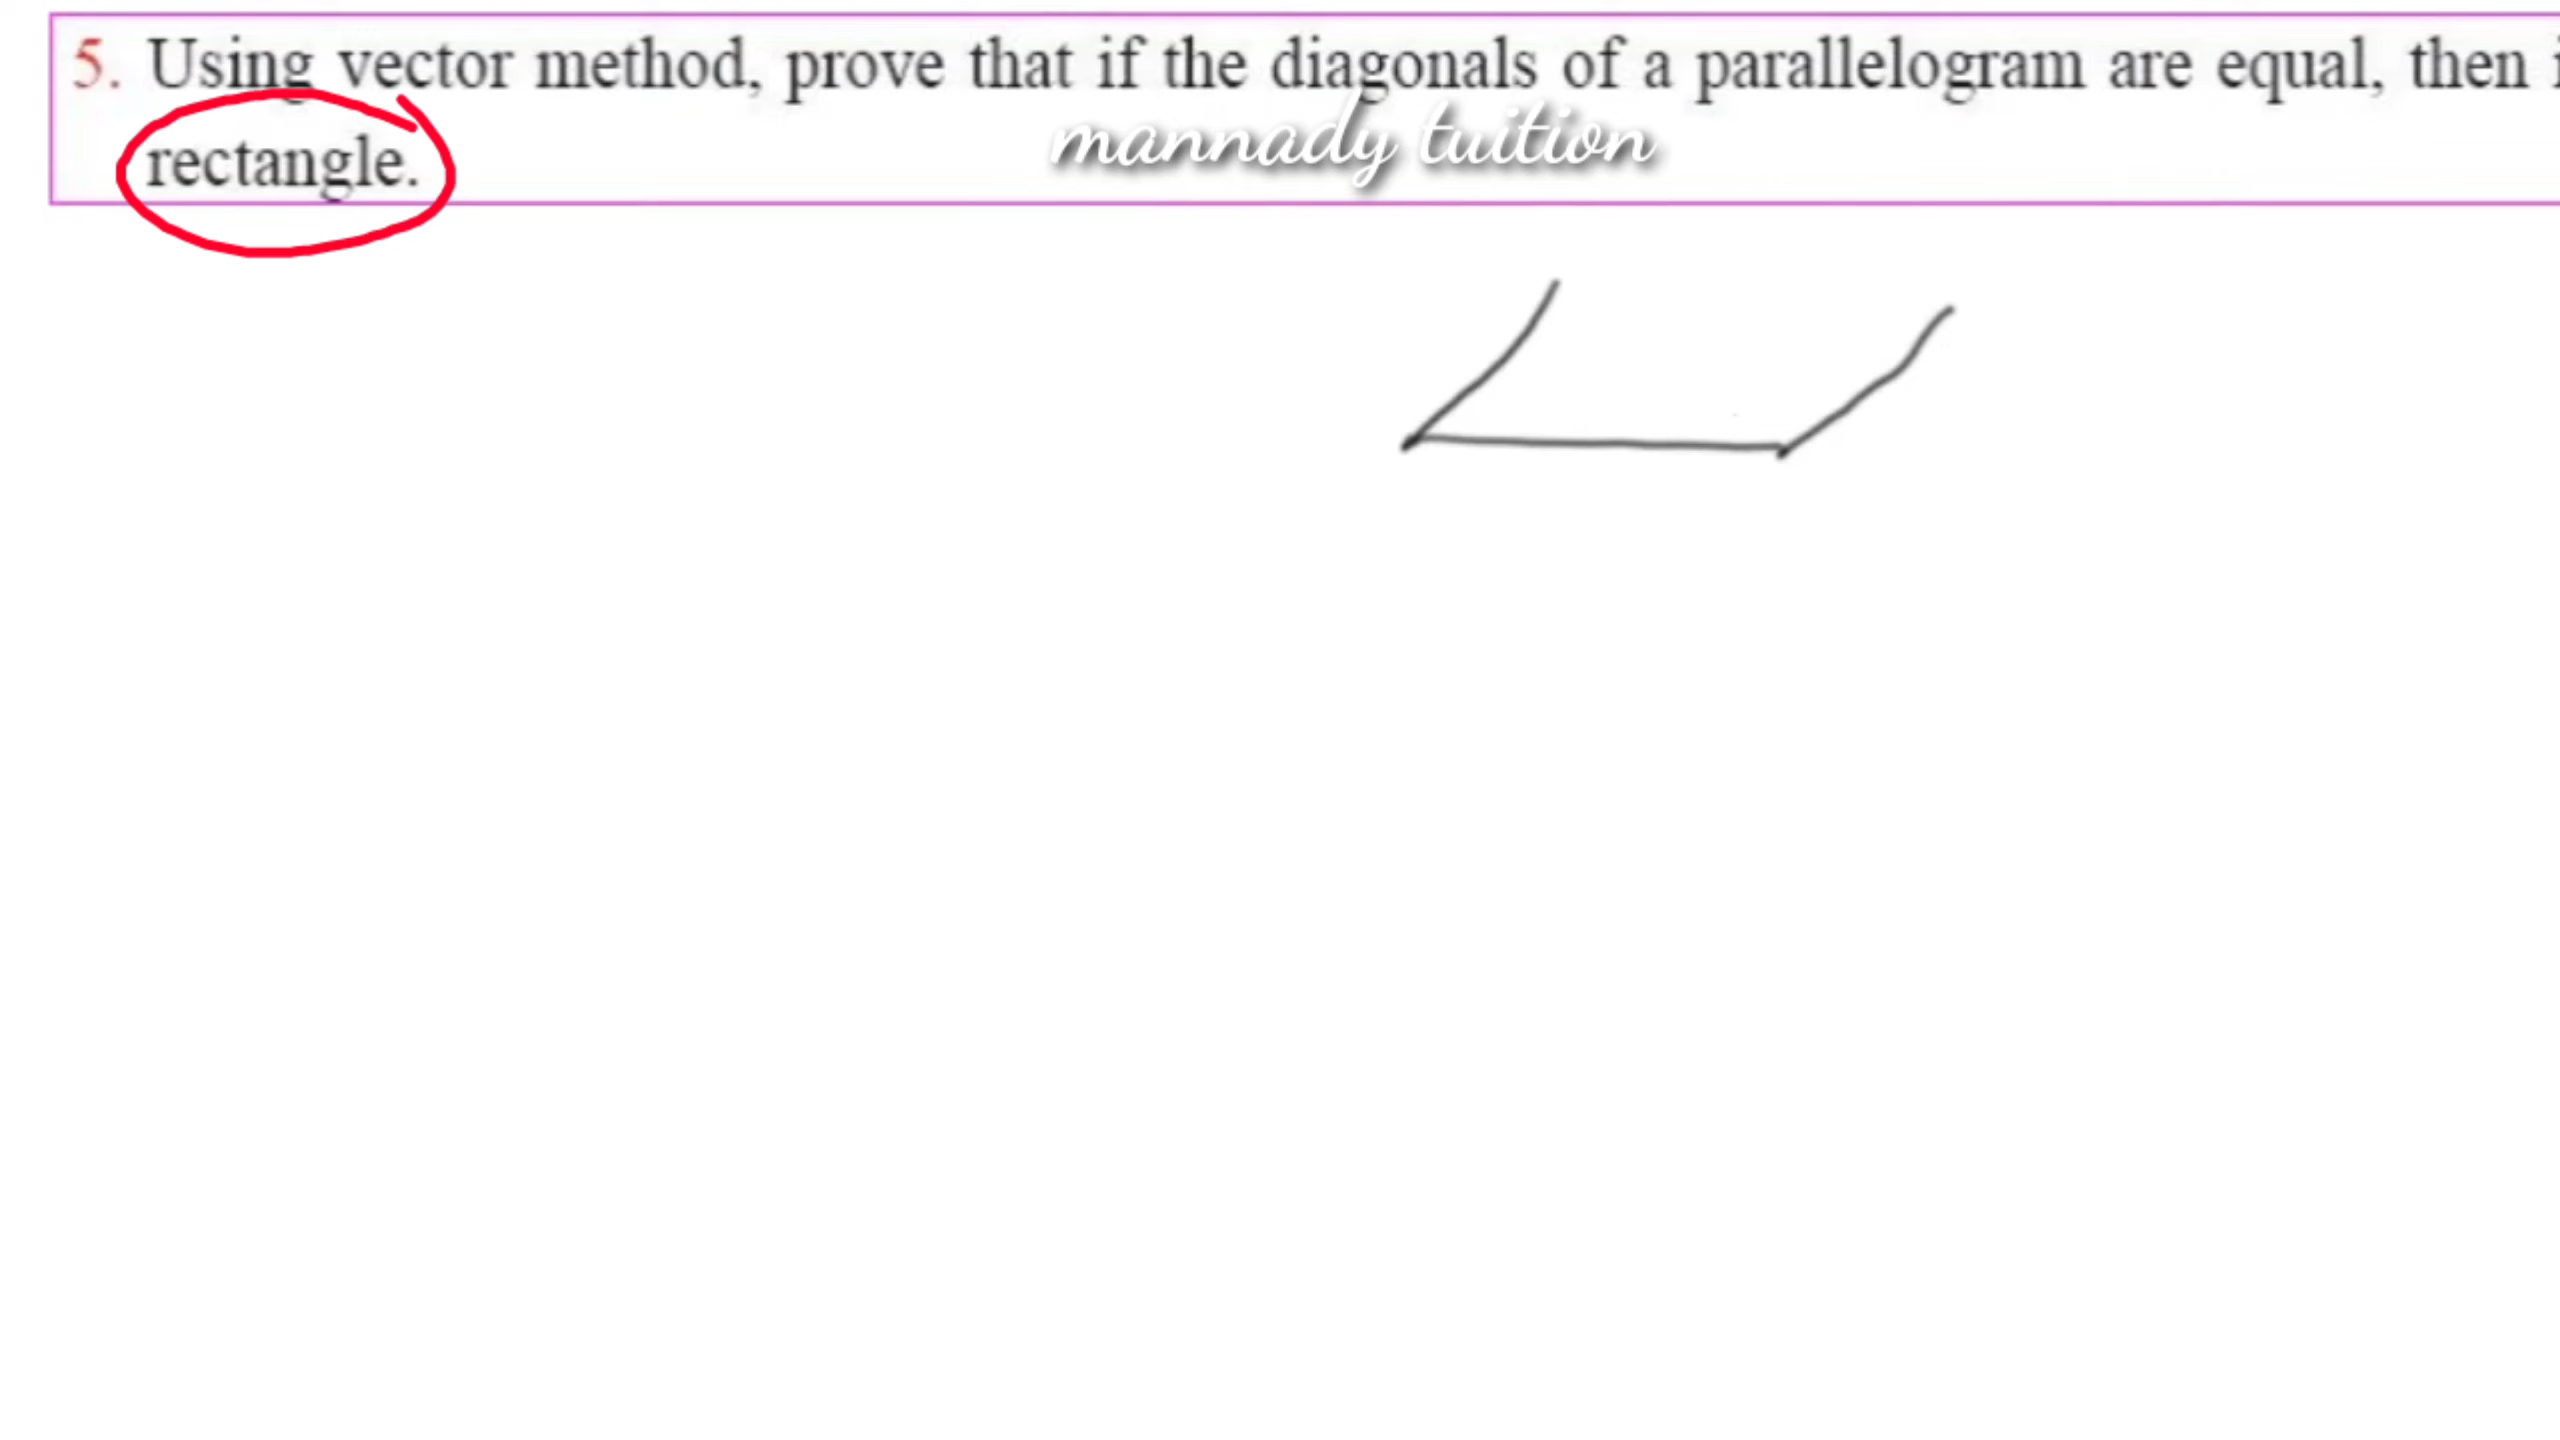 5. Using vector method, prove that if the diagonals of a parallelogram are equal, then
rectangle.
mannady tuition